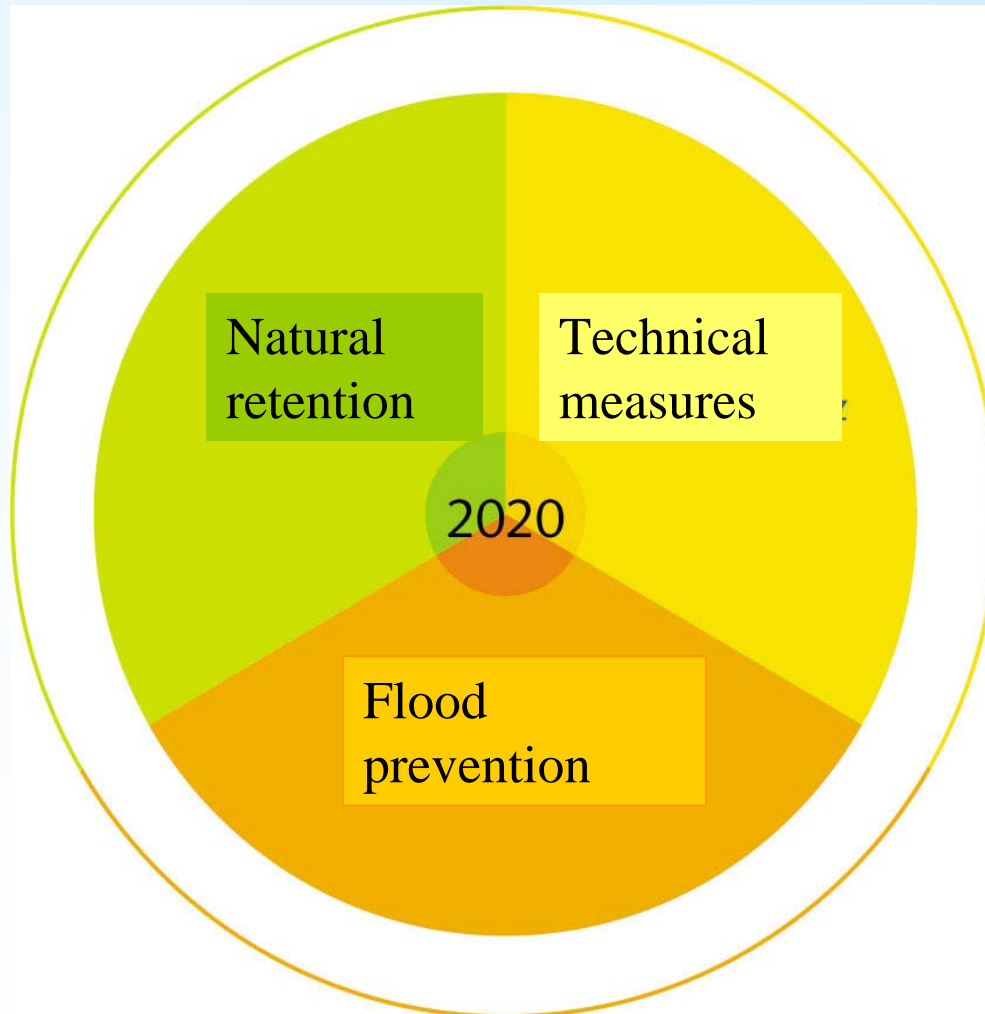 Natural
retention
Technical
measures
z
2020
Flood
prevention